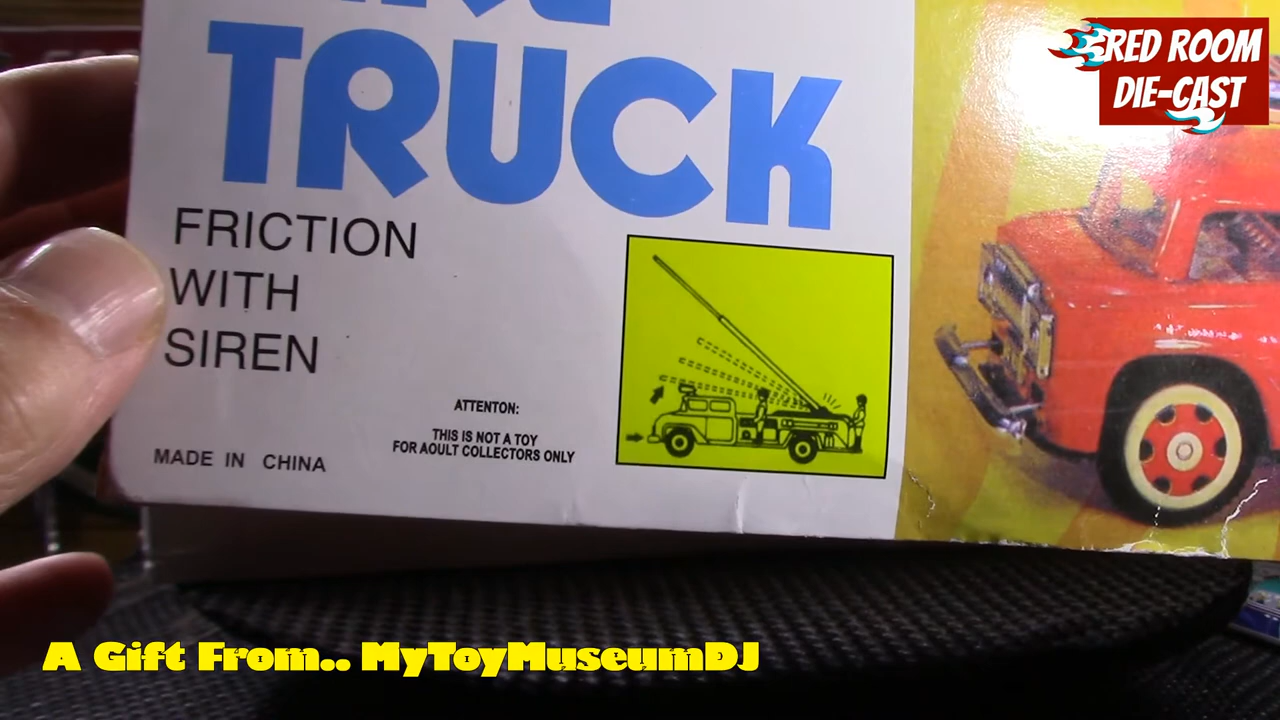 RED ROOM
DIE-CAST
TRUCK
FRICTION
WITH
SIREN
ATTENTON:
THIS IS NOT A TOY
FOR AOULT COLLECTORS ONLY
MADE IN CHINA
A Gift From.. MyToyMuseumDJ